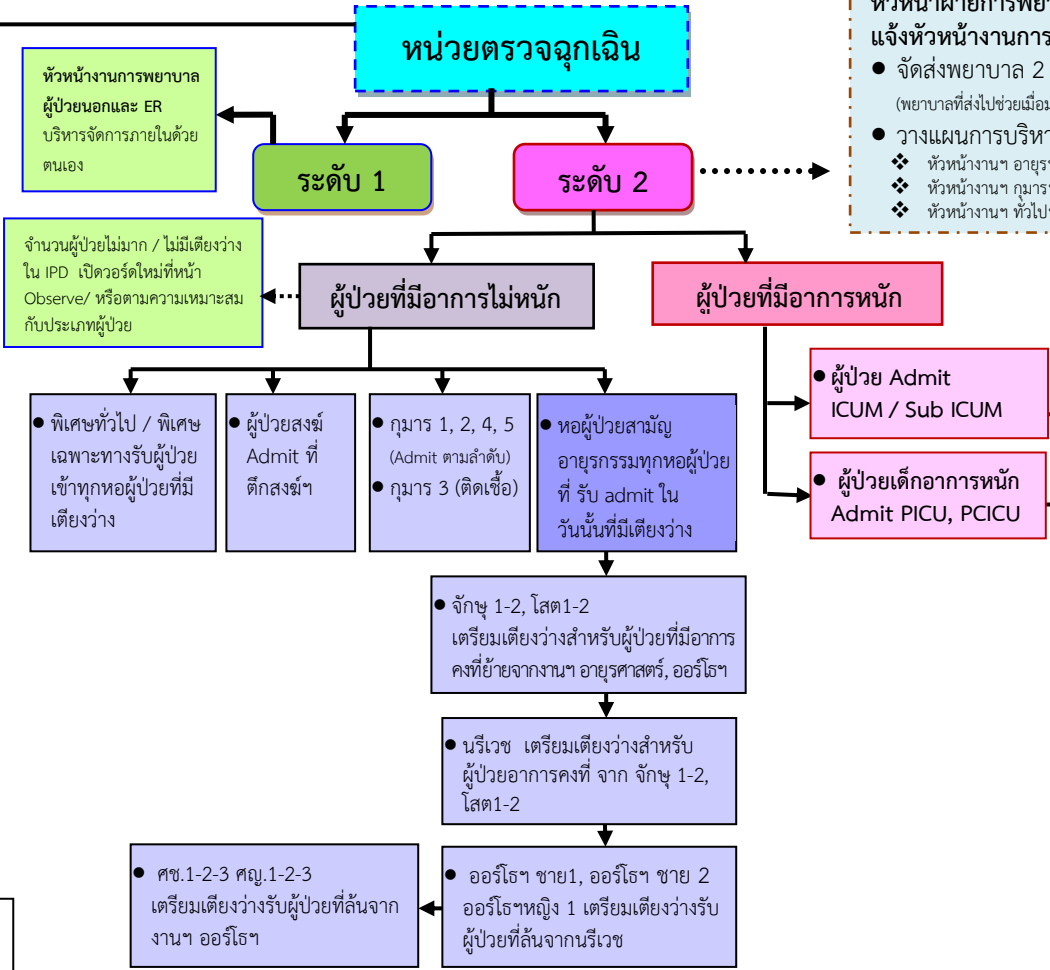 หน่วยตรวจฉุกเฉิน
แจ้งหัวหน้างานการ
● จัดส่งพยาบาล 2
(พยาบาลที่ส่งไปช่วยเมื่อ
● วางแผนการบริหา
❖ หัวหน้างานฯ อายุร
❖ หัวหน้างานฯ กุมาร
❖ หัวหน้างานฯ ทั่วไป
หัวหน้างานการพยาบาล
ผู้ป่วยนอกและ ER
บริหารจัดการภายในด้วย
ตนเอง
ระดับ 1
ระดับ 2
จำนวนผู้ป่วยไม่มาก / ไม่มีเตียงว่าง
ใน IPD เปิดวอร์ดใหม่ที่หน้า
Observe/ หรือตามความเหมาะสม
กับประเภทผู้ป่วย
ผู้ป่วยที่มีอาการไม่หนัก
ผู้ป่วยที่มีอาการหนัก
● ผู้ป่วย Admit
ICUM / Sub ICUM
● ผู้ป่วยเด็กอาการหนัก
Admit PICU, PCICU
● พิเศษทั่วไป / พิเศษ
เฉพาะทางรับผู้ป่วย
เข้าทุกหอผู้ป่วยที่มี
เตียงว่าง
● ผู้ป่วยสงฆ์
Admit ที่
ตึกสงฆ์ฯ
● กุมาร 1, 2, 4, 5
(Admit ตามลำดับ)
● กุมาร 3 (ติดเชื้อ)
● หอผู้ป่วยสามัญ
อายุรกรรมทุกหอผู้ป่วย
ที่ รับ admit ใน
วันนั้นที่มีเตียงว่าง
● จักษุ 1-2, โสต1-2
เตรียมเตียงว่างสำหรับผู้ป่วยที่มีอาการ
คงที่ย้ายจากงานฯ อายุรศาสตร์, ออร์โธฯ
● นรีเวช เตรียมเตียงว่างสำหรับ
ผู้ป่วยอาการคงที่ จาก จักษุ 1-2,
โสต1-2
● ออร์โธฯ ชาย1, ออร์โธฯ ชาย 2
ออร์โธฯหญิง 1 เตรียมเตียงว่างรับ
ผู้ป่วยที่ล้นจากนรีเวช
● ศช.1-2-3 ศญ.1-2-3
เตรียมเตียงว่างรับผู้ป่วยที่ล้นจาก
งานฯ ออร์โธฯ